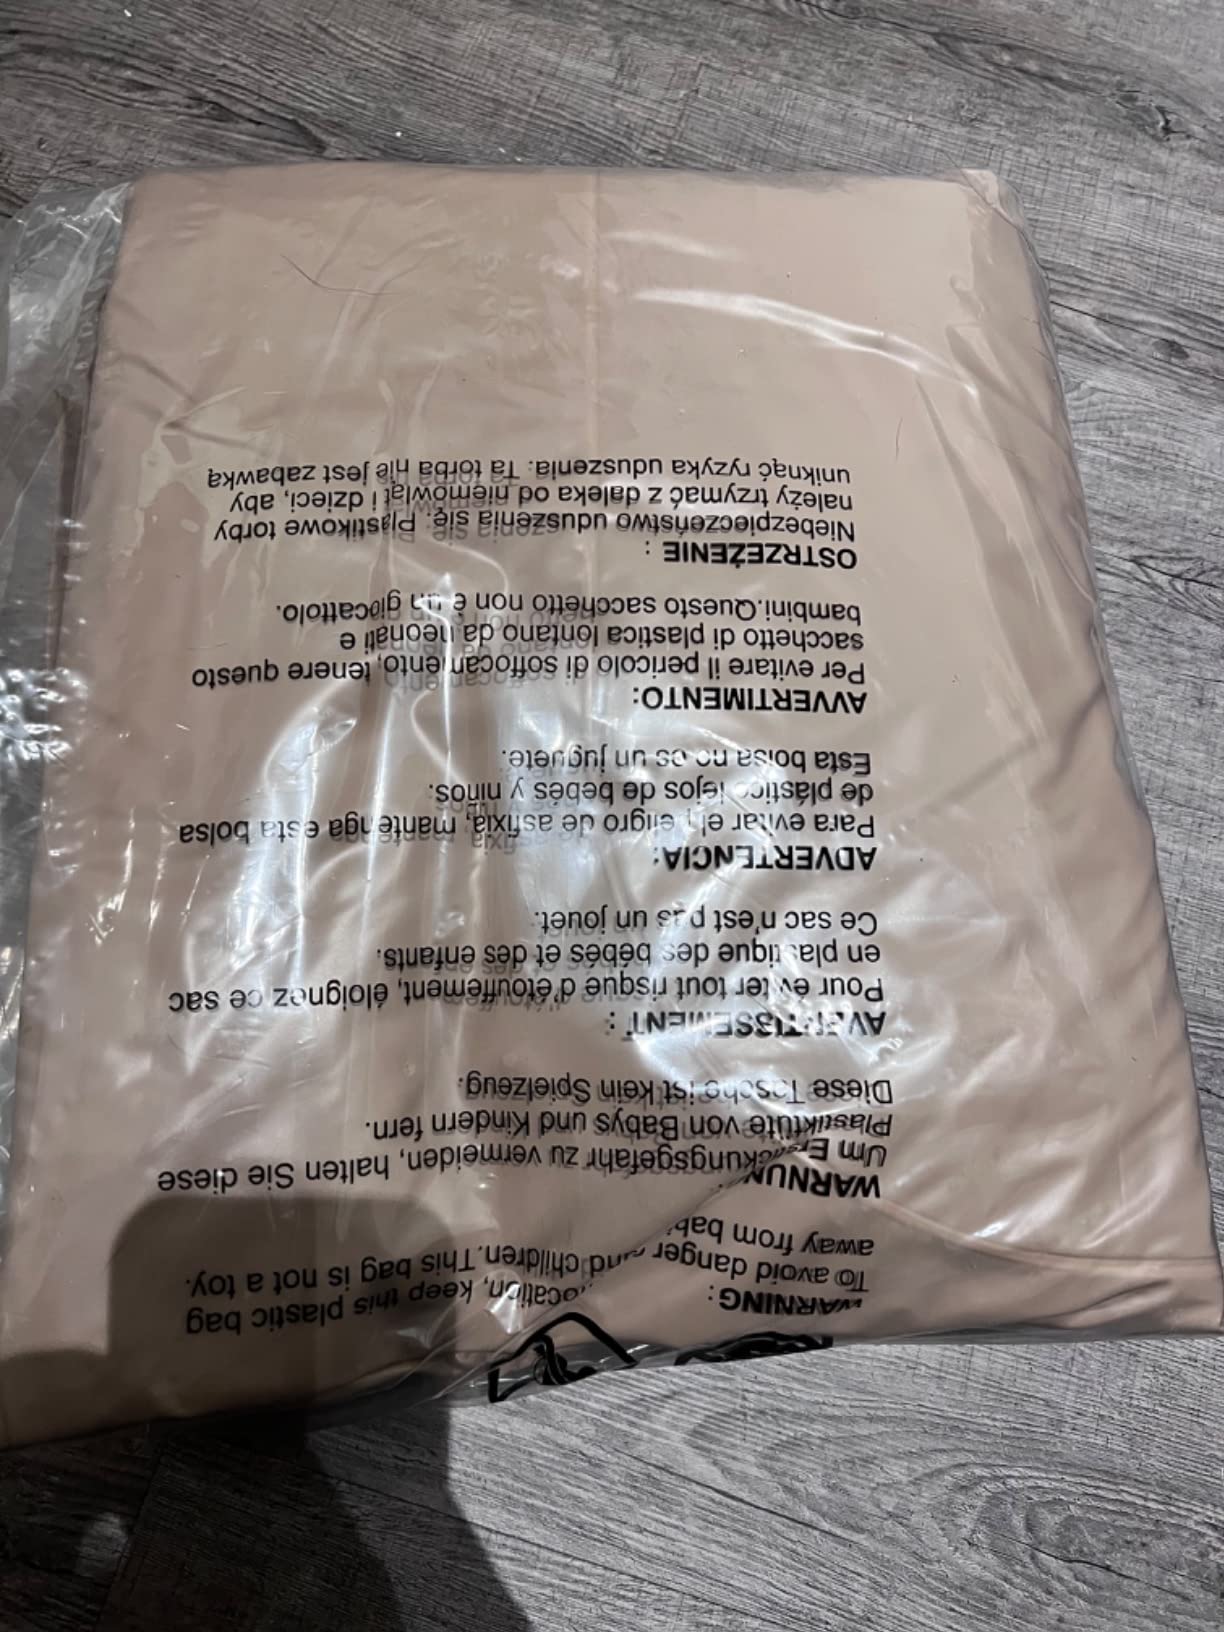 WARNING:
To avoid danger ocation, keep this plastic bag
away from and children.This bag is not a toy.
WARNUN
Um Erstickungsgefahr zu vermeiden, halten Sie diese
Plastiktüte von Babys und Kindern fern.
Diese Tasche ist kein Spielzeug.
AVERTISSEMENT :
Pour éviter tout risque d'étouffement, éloignez ce sac
en plastique des bébés et des enfants.
Ce sac n'est pas un jouet.
ADVERTENCIA:
Para evitar el de asfixia, mantenga esta bolsa
de plástico lejos de bebés y niños.
Esta bolsa no es un juguete.
AVVERTIMENTO:
Per evitare il pericolo di soffocamento, tenere questo
sacchetto di plastica lontano da neonati e
bambini.Questo sacchetto non è un giocattolo.
OSTRZEŻENIE :
Niebezpieczeństwo uduszenia się. Plastikowe torby
należy trzymać z daleka od niemowląt i dzieci, aby
uniknąć ryzyka uduszenia. Ta torba nie jest zabawką